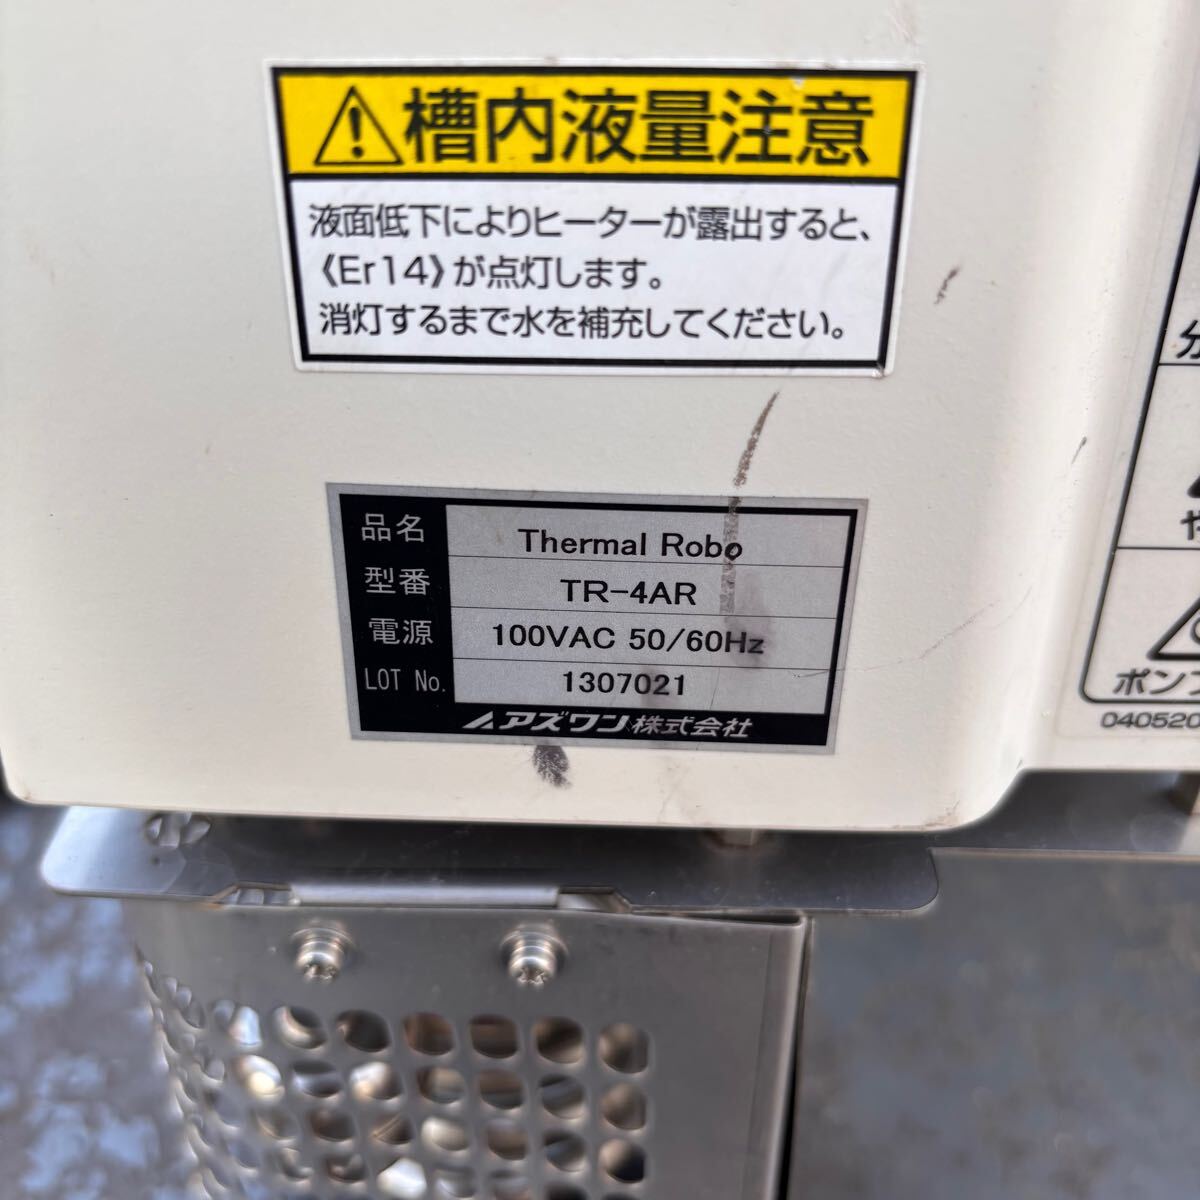 槽内液量注意
液面低下によりヒーターが露出すると、
《Er14》が点灯します。
消灯するまで水を補充してください。
品名 Thermal Robo
型番 TR-4AR
電源 100VAC 50/60Hz
LOT No. 1307021
アズワン株式会社
ポンプ
040520